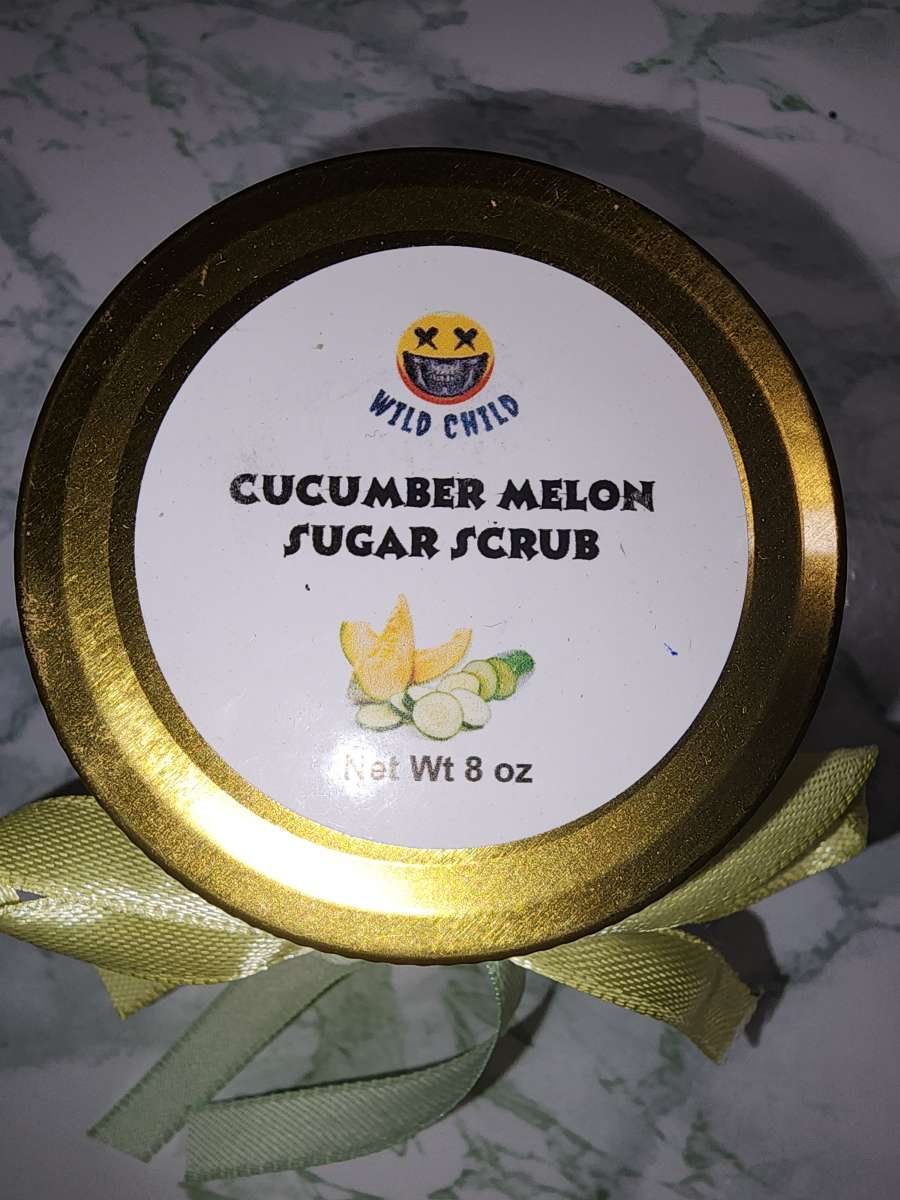 WILD CHILD
CUCUMBER MELON
SUGAR SCRUB
Net Wt 8 oz